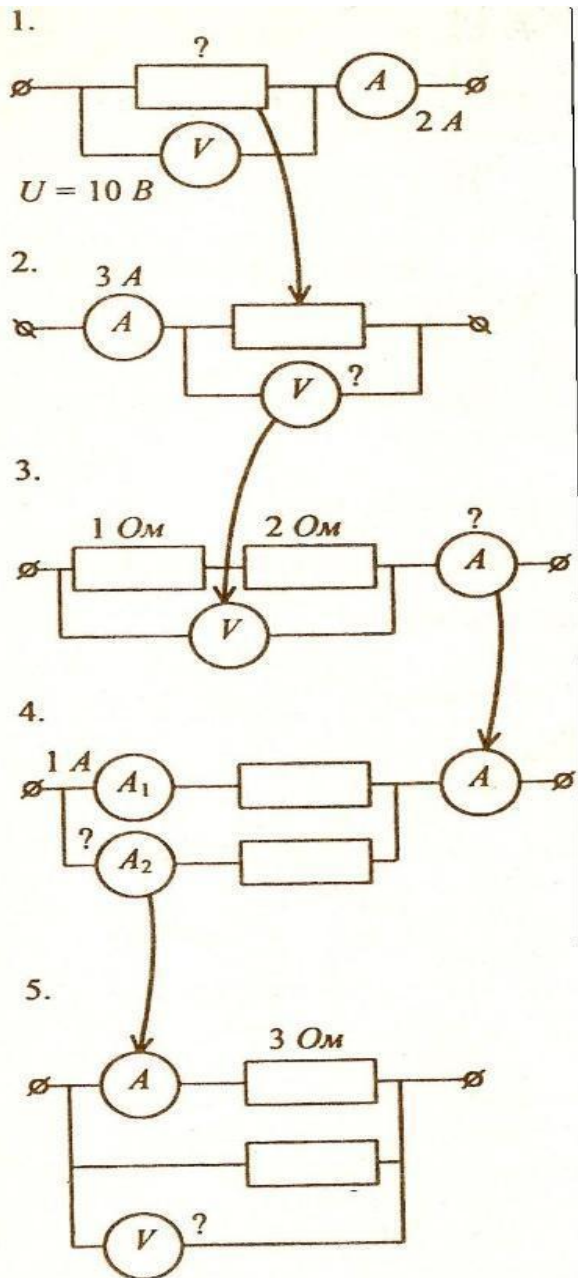 1.
?
A
2 A
V
U = 10 В
2.
3 А
A
V ?
3.
1 Ом 2 Ом ?
A
V
4.
1 А
A₁ A
?
A₂
5.
3 Ом
A
?
V